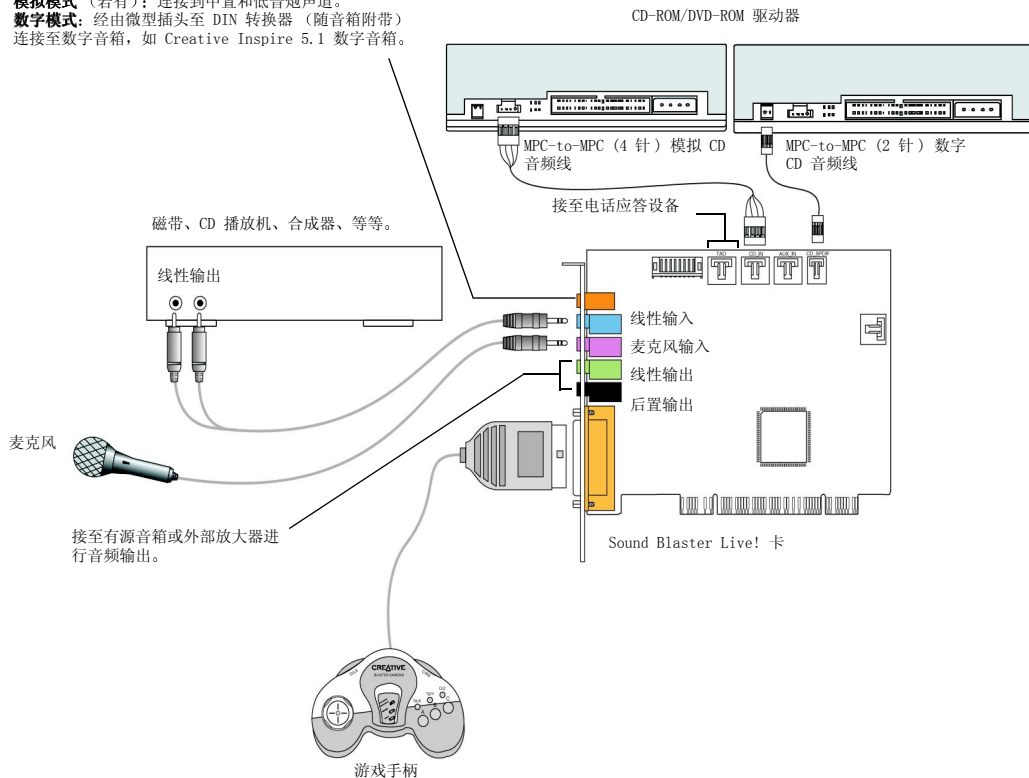 模拟模式（若有）：连接到中置和低音炮声道。
数字模式：经由微型插头至 DIN 转换器（随音箱附带）
连接至数字音箱，如 Creative Inspire 5.1 数字音箱。
CD-ROM/DVD-ROM 驱动器
MPC-to-MPC (4 针) 模拟 CD
音频线
MPC-to-MPC (2 针) 数字
CD 音频线
接至电话应答设备
磁带、CD 播放机、合成器、等等。
线性输出
TAD
CD_IN
AUX_IN
CD_SPDIF
线性输入
麦克风输入
线性输出
后置输出
麦克风
接至有源音箱或外部放大器进
行音频输出。
Sound Blaster Live! 卡
CREATIVE
A
B
C
游戏手柄